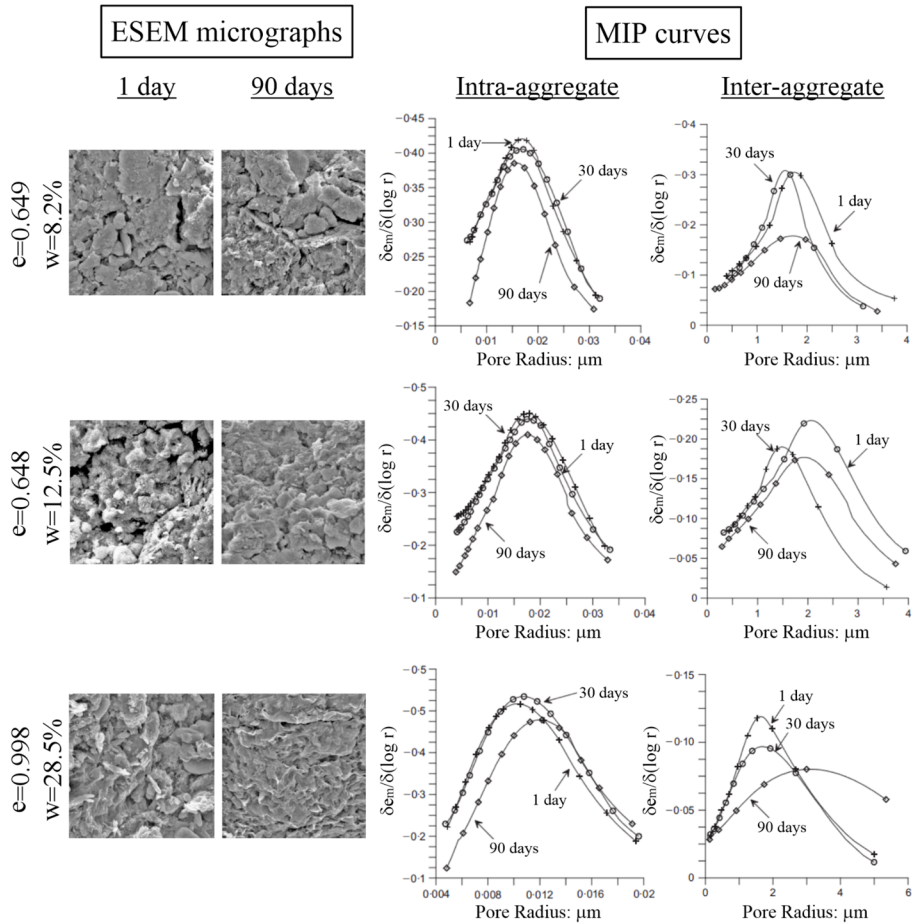 ESEM micrographs
MIP curves
1 day
90 days
Intra-aggregate
Inter-aggregate
e=0.649
w=8.2%
δeₘ/δ(log r)
−0·45
−0·40
0·35
0·30
0·25
−0·20
−0·15
0
0·01
0·02
0·03
0·04
Pore Radius: μm
1 day
30 days
90 days
δeₘ/δ(log r)
−0·4
−0·3
−0·2
−0·1
0
0
1
2
3
4
Pore Radius: μm
30 days
1 day
90 days
e=0.648
w=12.5%
δeₘ/δ(log r)
−0·5
−0·4
−0·3
−0·2
−0·1
0
0·01
0·02
0·03
0·04
Pore Radius: μm
30 days
1 day
90 days
δeₘ/δ(log r)
−0·25
−0·20
−0·15
−0·10
−0·05
0
0
1
2
3
4
Pore Radius: μm
30 days
1 day
90 days
e=0.998
w=28.5%
δeₘ/δ(log r)
−0·5
−0·5
−0·4
−0·4
−0·2
−0·1
0·004
0·008
0·012
0·016
0·02
Pore Radius: μm
30 days
1 day
90 days
δeₘ/δ(log r)
−0·15
−0·10
−0·05
0
0
2
4
6
Pore Radius: μm
1 day
30 days
90 days